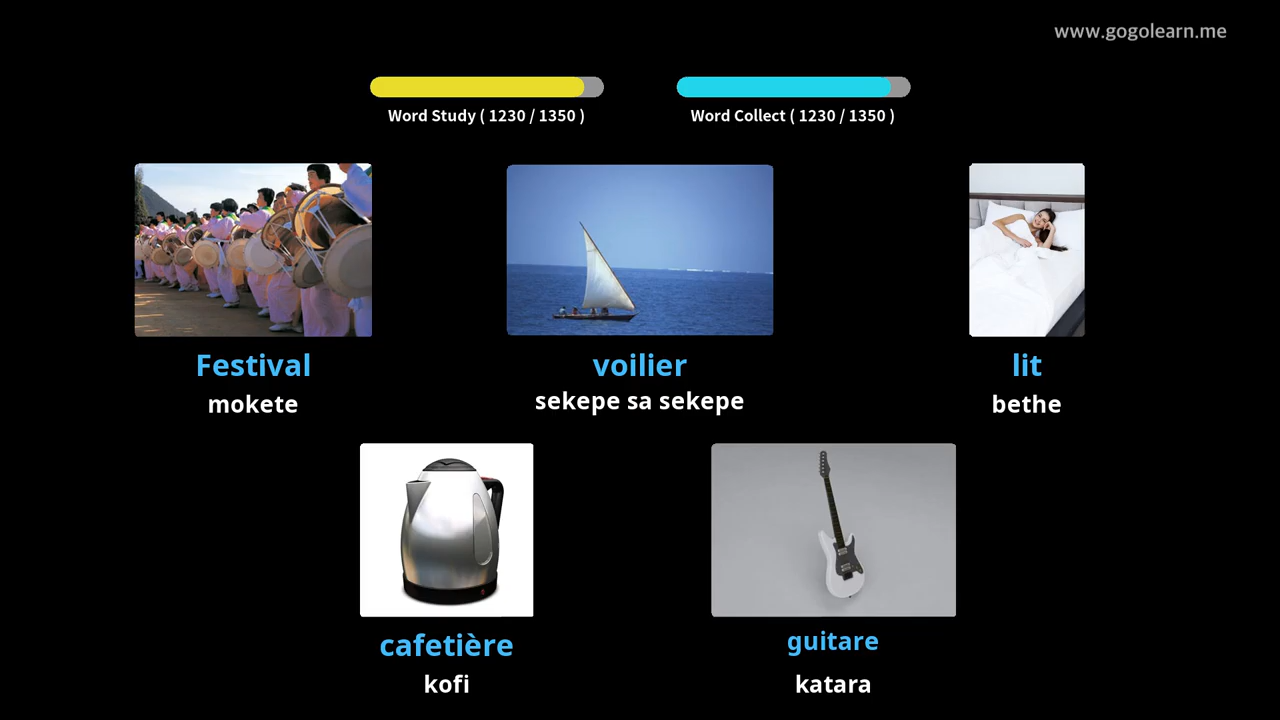 www.gogolearn.me
Word Study ( 1230 / 1350 )
Word Collect ( 1230 / 1350 )
Festival
mokete
voilier
sekepe sa sekepe
lit
bethe
cafetière
kofi
guitare
katara